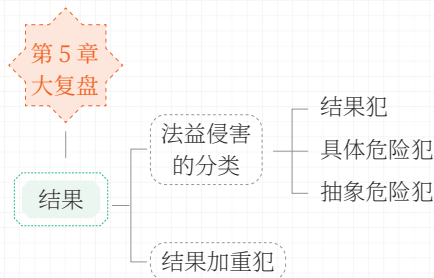 第 5 章
大复盘
结果
法益侵害
的分类
结果犯
具体危险犯
抽象危险犯
结果加重犯